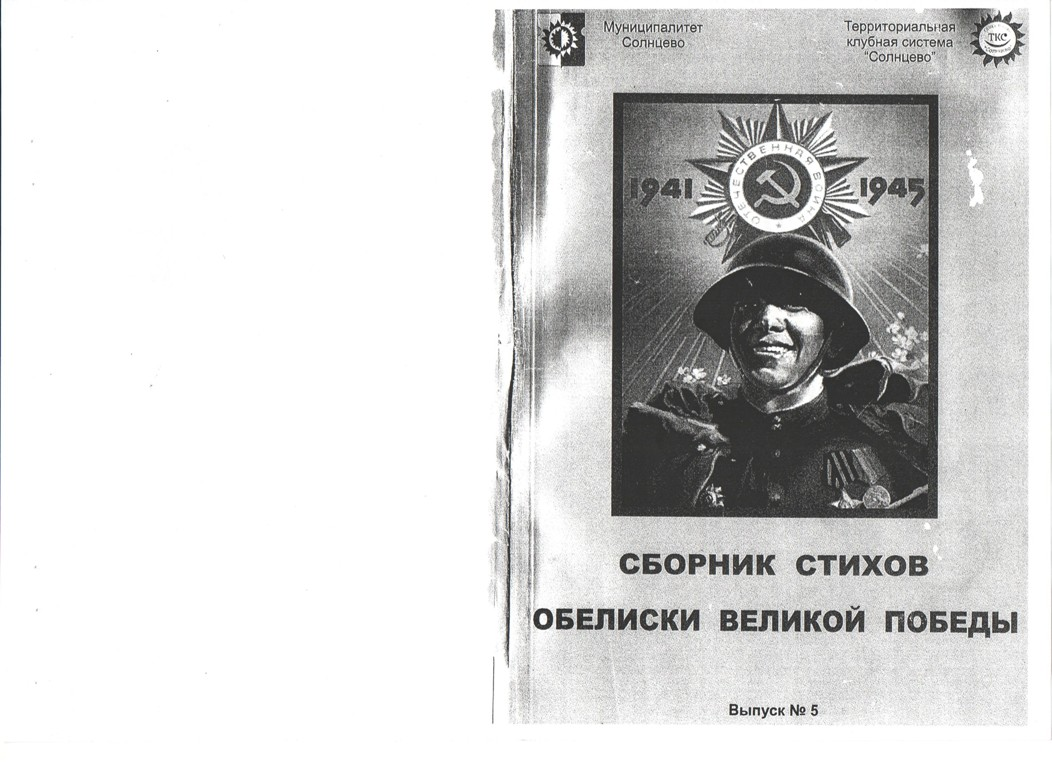 Муниципалитет
Солнцево
Территориальная
клубная система
"Солнцево"
ТКС
1941
1945
ОТЕЧЕСТВЕННАЯ ВОЙНА
СБОРНИК СТИХОВ
ОБЕЛИСКИ ВЕЛИКОЙ ПОБЕДЫ
Выпуск № 5